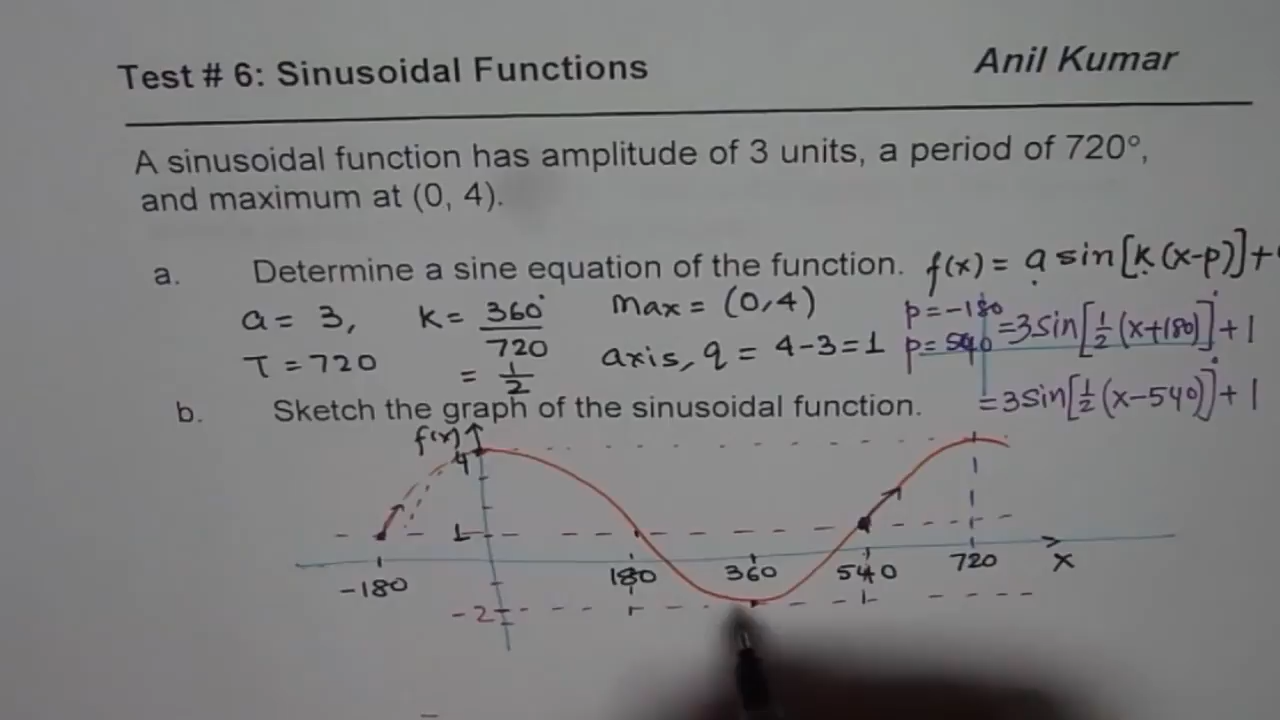 Test # 6: Sinusoidal Functions
Anil Kumar
A sinusoidal function has amplitude of 3 units, a period of 720°,
and maximum at (0, 4).
a. Determine a sine equation of the function. f(x) = a sin[k(x-p)]+
a = 3, K = 360° / 720 max = (0,4) p = -180 = 3 sin[½(x+180)]°+1
T = 720 = 1/2 axis, q = 4-3=1 p = 540
= 3 sin[½(x-540)]°+1
b. Sketch the graph of the sinusoidal function.
f(x)
4
1
-180 180 360 540 720 x
-2